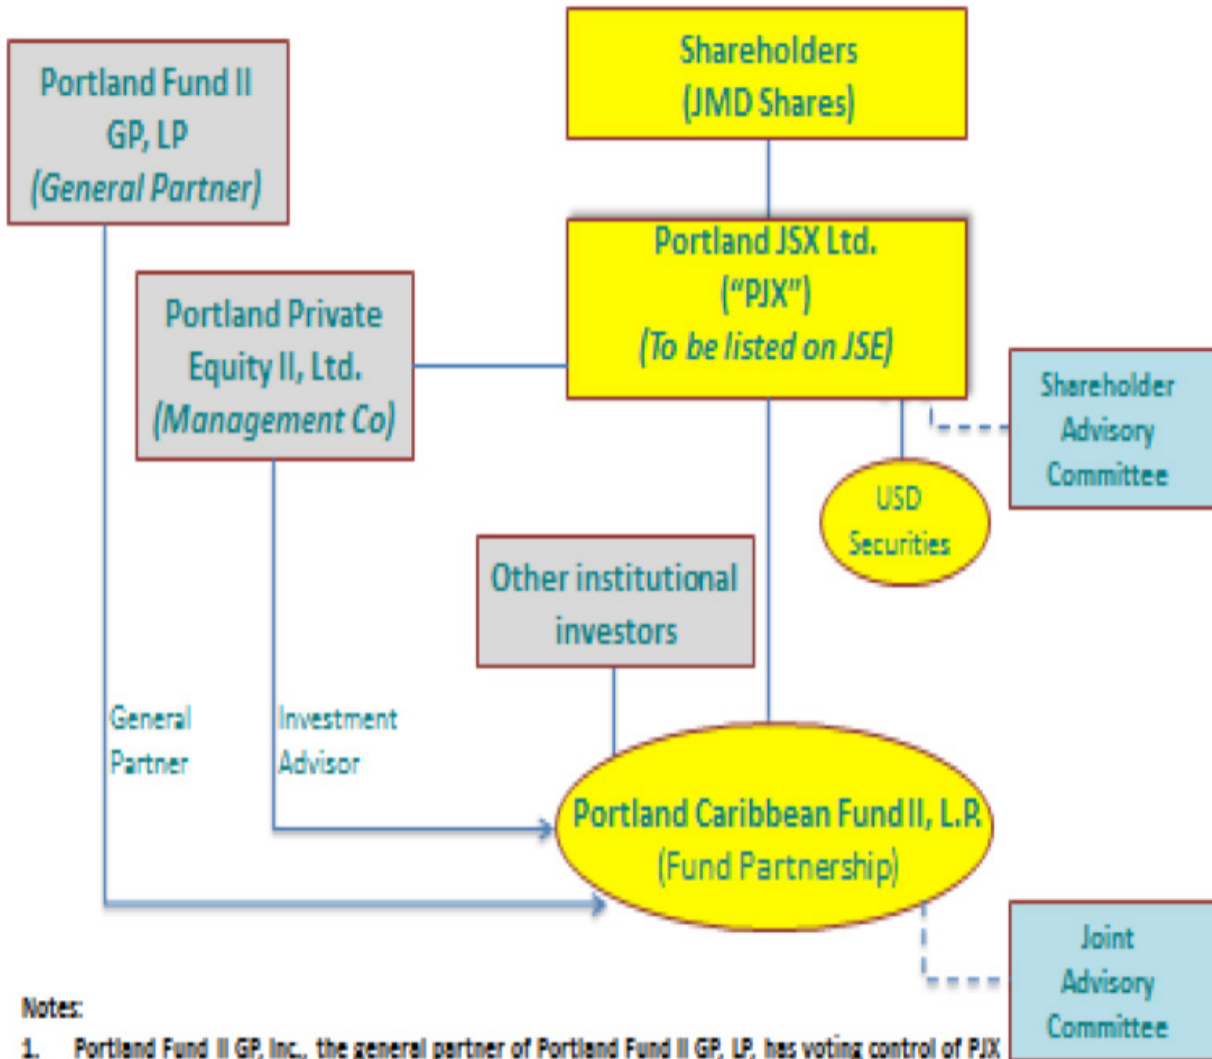 Portland Fund II
GP, LP
(General Partner)
Shareholders
(JMD Shares)
Portland JSX Ltd.
("PJX")
(To be listed on JSE)
Portland Private
Equity II, Ltd.
(Management Co)
Shareholder
Advisory
Committee
USD
Securities
Other institutional
investors
General
Partner
Investment
Advisor
Portland Caribbean Fund II, L.P.
(Fund Partnership)
Joint
Advisory
Committee
Notes:
1. Portland Fund II GP, Inc., the general partner of Portland Fund II GP, LP, has voting control of PJX